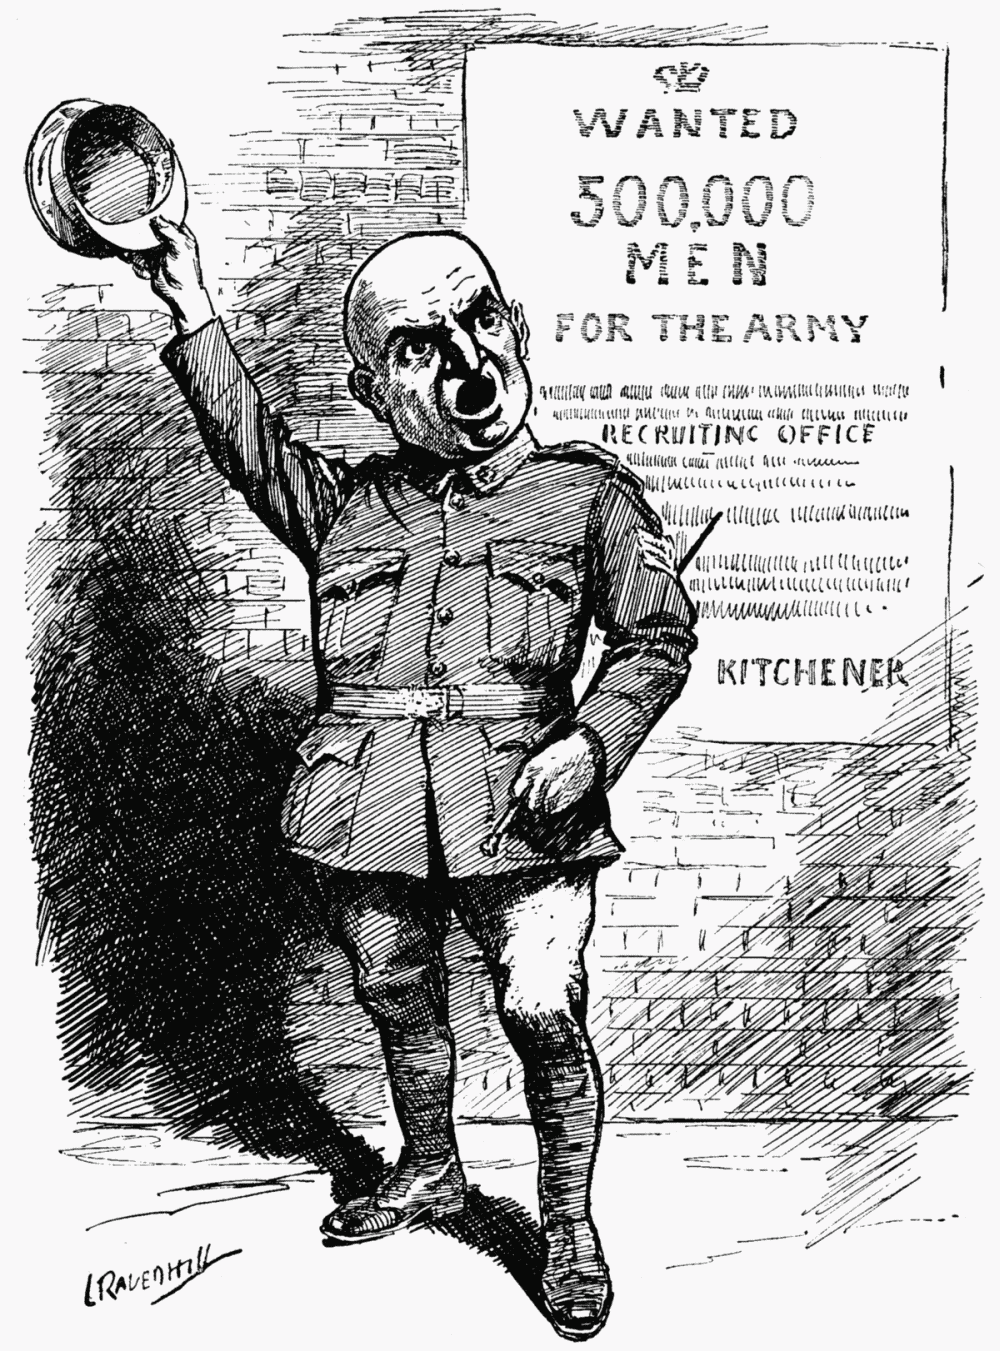 WANTED
500,000
MEN
FOR THE ARMY
RECRUITING OFFICE
KITCHENER
L RAVENHILL